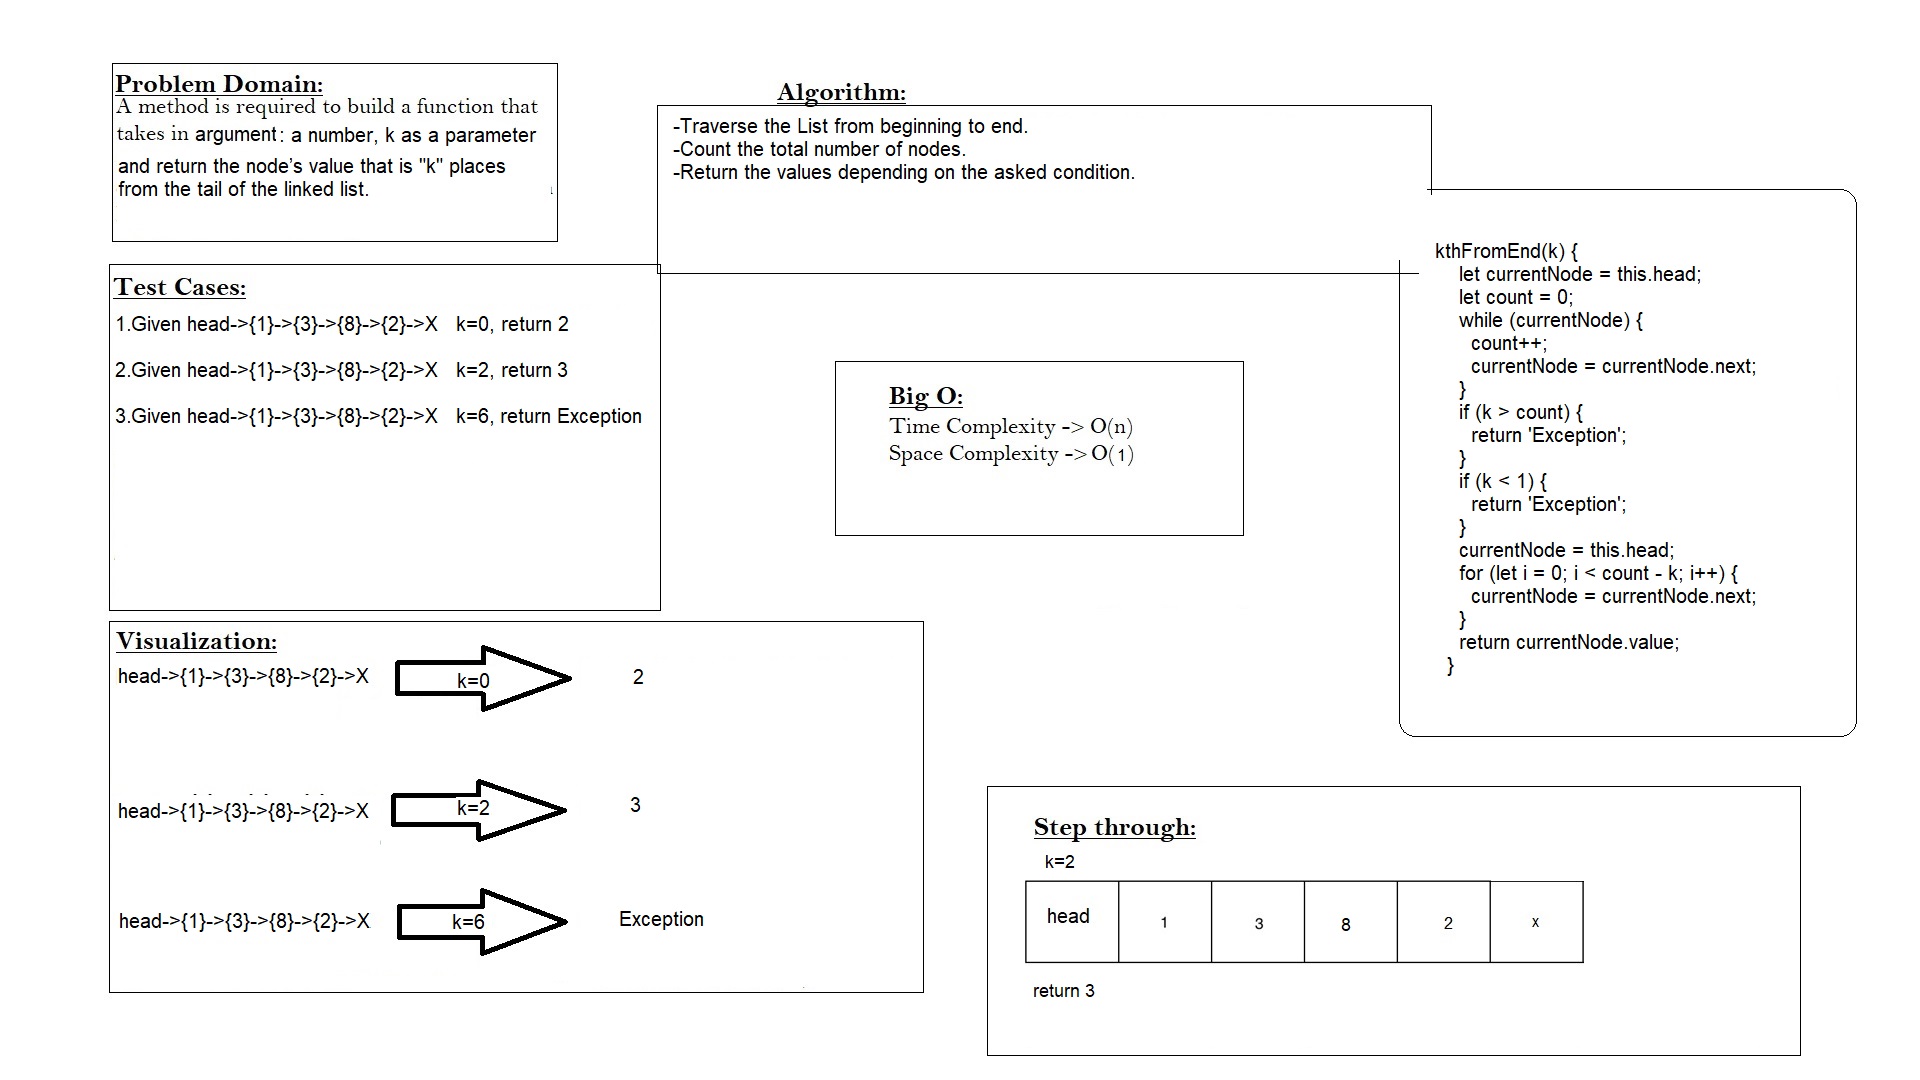 Problem Domain:
A method is required to build a function that
takes in argument: a number, k as a parameter
and return the node’s value that is "k" places
from the tail of the linked list.
Algorithm:
-Traverse the List from beginning to end.
-Count the total number of nodes.
-Return the values depending on the asked condition.
Test Cases:
1.Given head->{1}->{3}->{8}->{2}->X k=0, return 2
2.Given head->{1}->{3}->{8}->{2}->X k=2, return 3
3.Given head->{1}->{3}->{8}->{2}->X k=6, return Exception
Big O:
Time Complexity -> O(n)
Space Complexity -> O(1)
kthFromEnd(k) {
let currentNode = this.head;
let count = 0;
while (currentNode) {
count++;
currentNode = currentNode.next;
}
if (k > count) {
return 'Exception';
}
if (k < 1) {
return 'Exception';
}
currentNode = this.head;
for (let i = 0; i < count - k; i++) {
currentNode = currentNode.next;
}
return currentNode.value;
}
Visualization:
head->{1}->{3}->{8}->{2}->X k=0 2
head->{1}->{3}->{8}->{2}->X k=2 3
head->{1}->{3}->{8}->{2}->X k=6 Exception
Step through:
k=2
head 1 3 8 2 x
return 3